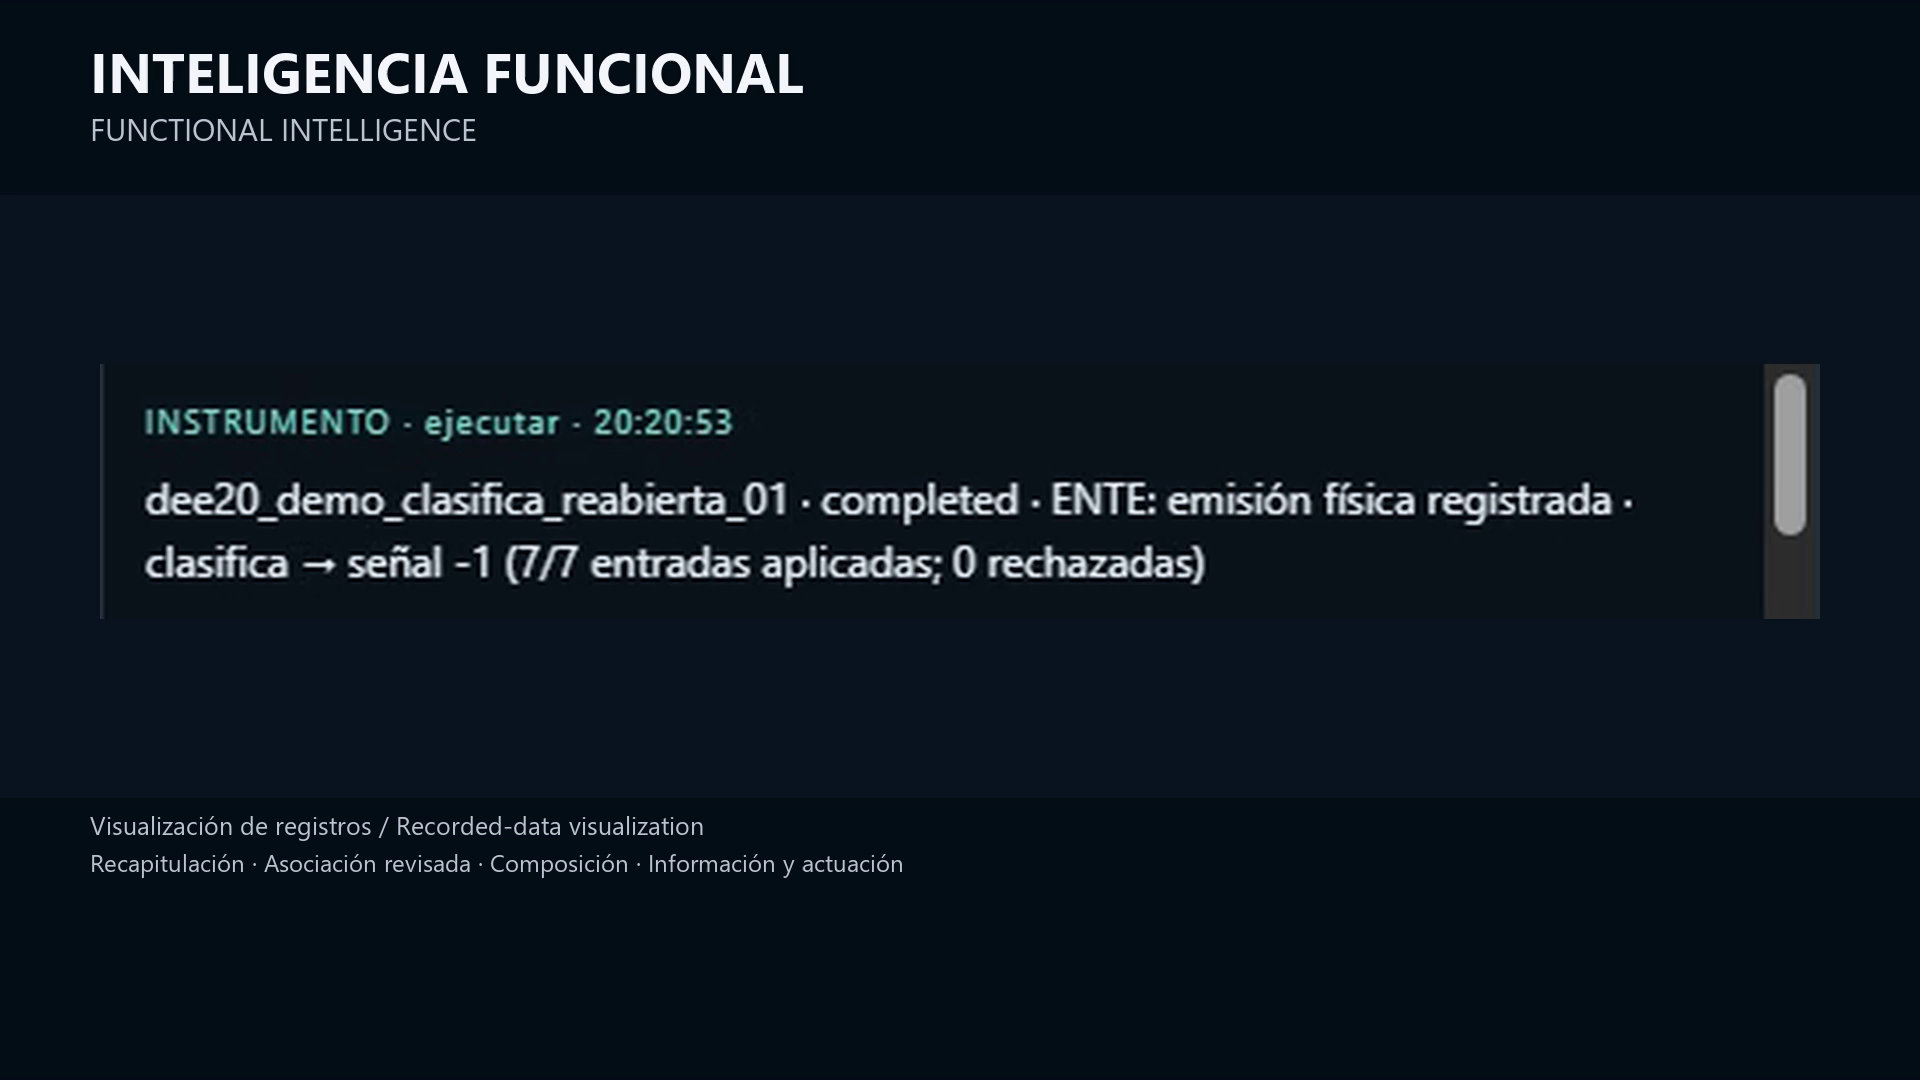 INTELIGENCIA FUNCIONAL
FUNCTIONAL INTELLIGENCE
INSTRUMENTO · ejecutar · 20:20:53
dee20_demo_clasifica_reabierta_01 · completed · ENTE: emisión física registrada ·
clasifica → señal -1 (7/7 entradas aplicadas; 0 rechazadas)
Visualización de registros / Recorded-data visualization
Recapitulación · Asociación revisada · Composición · Información y actuación